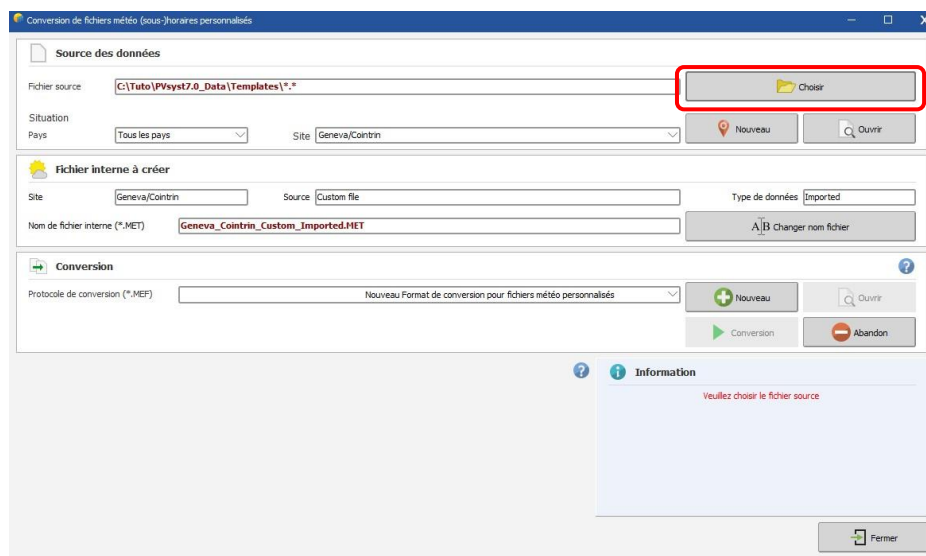 Conversion de fichiers météo (sous-)horaires personnalisés
Source des données
Fichier source C:\Tuto\PVsyst7.0_Data\Templates\*.* Choisir
Situation
Pays Tous les pays Site Geneva/Cointrin Nouveau Ouvrir
Fichier interne à créer
Site Geneva/Cointrin Source Custom file Type de données Imported
Nom de fichier interne (*.MET) Geneva_Cointrin_Custom_Imported.MET A|B Changer nom fichier
Conversion
Protocole de conversion (*.MEF) Nouveau Format de conversion pour fichiers météo personnalisés Nouveau Ouvrir
Conversion Abandon
Information
Veuillez choisir le fichier source
Fermer